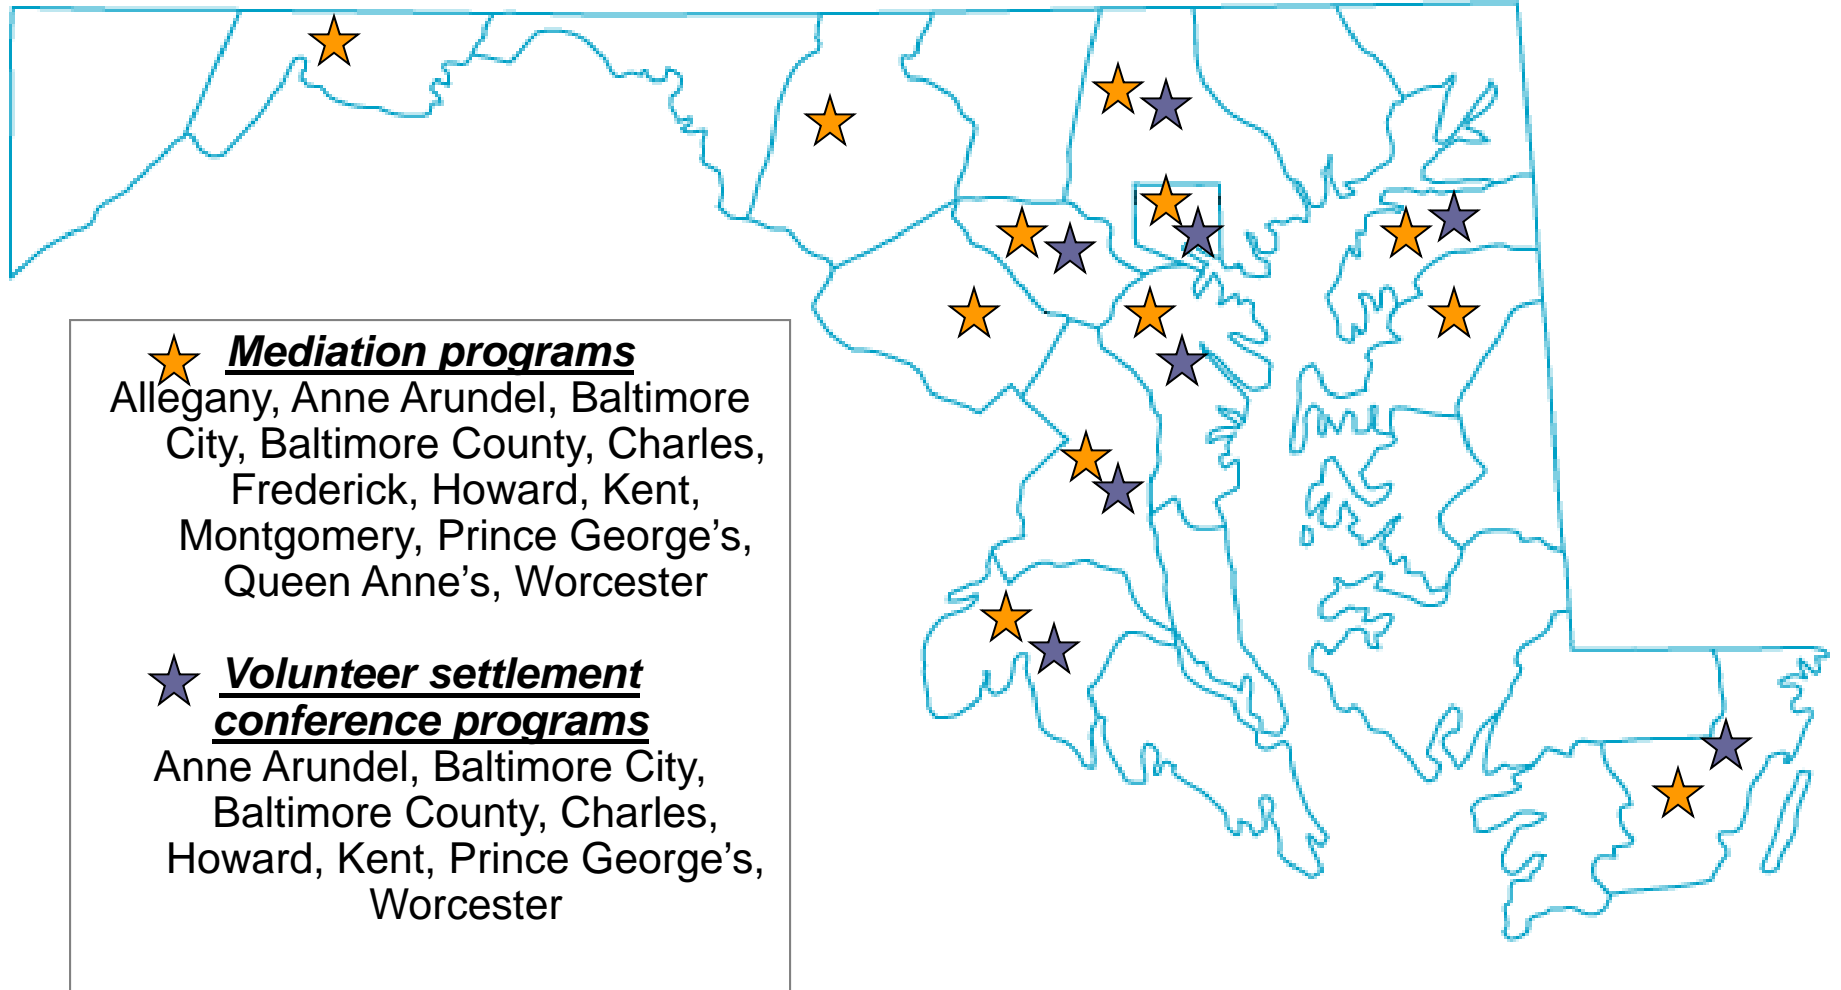 Mediation programs
Allegany, Anne Arundel, Baltimore
City, Baltimore County, Charles,
Frederick, Howard, Kent,
Montgomery, Prince George’s,
Queen Anne’s, Worcester
Volunteer settlement
conference programs
Anne Arundel, Baltimore City,
Baltimore County, Charles,
Howard, Kent, Prince George’s,
Worcester